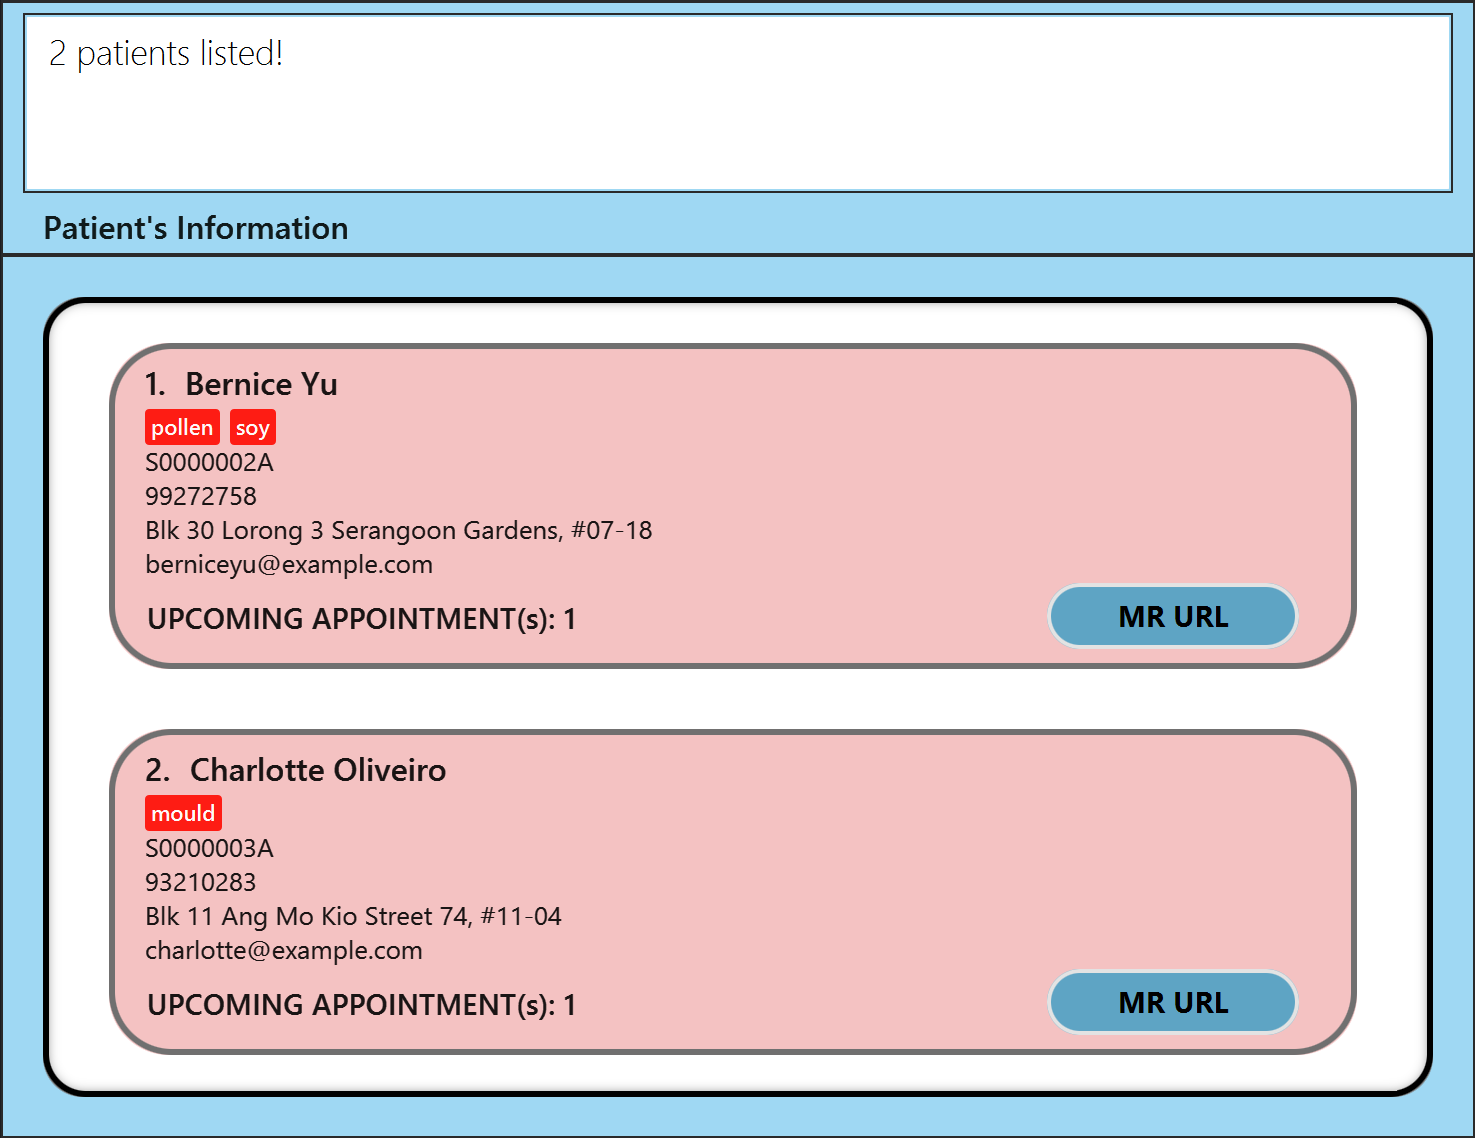 2 patients listed!
Patient's Information
1. Bernice Yu
pollen soy
S0000002A
99272758
Blk 30 Lorong 3 Serangoon Gardens, #07-18
berniceyu@example.com
UPCOMING APPOINTMENT(s): 1
MR URL
2. Charlotte Oliveiro
mould
S0000003A
93210283
Blk 11 Ang Mo Kio Street 74, #11-04
charlotte@example.com
UPCOMING APPOINTMENT(s): 1
MR URL